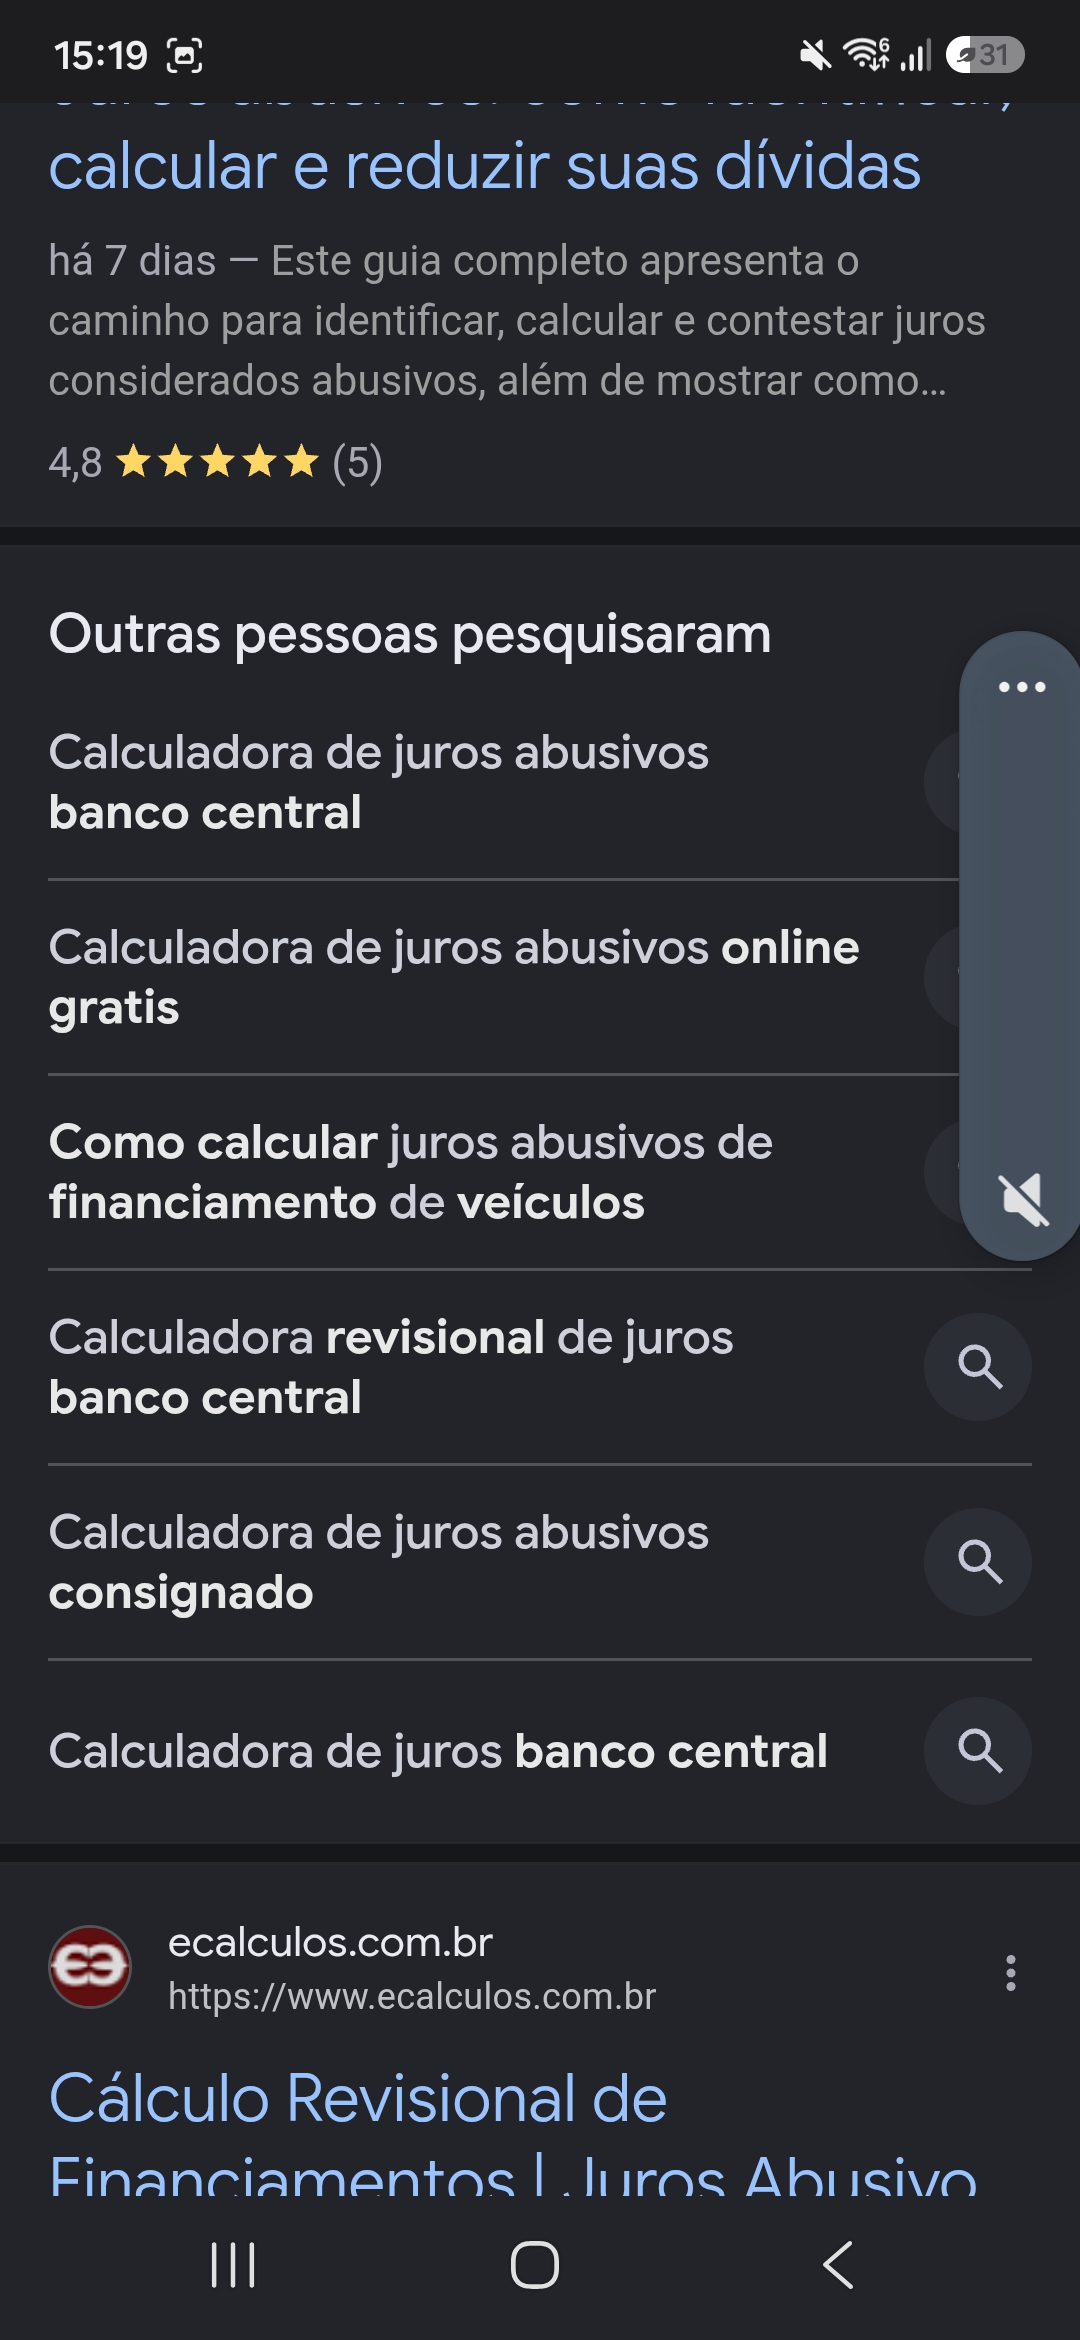 15:19
6
31
calcular e reduzir suas dívidas
há 7 dias — Este guia completo apresenta o
caminho para identificar, calcular e contestar juros
considerados abusivos, além de mostrar como...
4,8 ★★★★★ (5)
Outras pessoas pesquisaram
Calculadora de juros abusivos
banco central
Calculadora de juros abusivos online
gratis
Como calcular juros abusivos de
financiamento de veículos
Calculadora revisional de juros
banco central
Calculadora de juros abusivos
consignado
Calculadora de juros banco central
ecalculos.com.br
https://www.ecalculos.com.br
Cálculo Revisional de
Financiamentos | Juros Abusivo